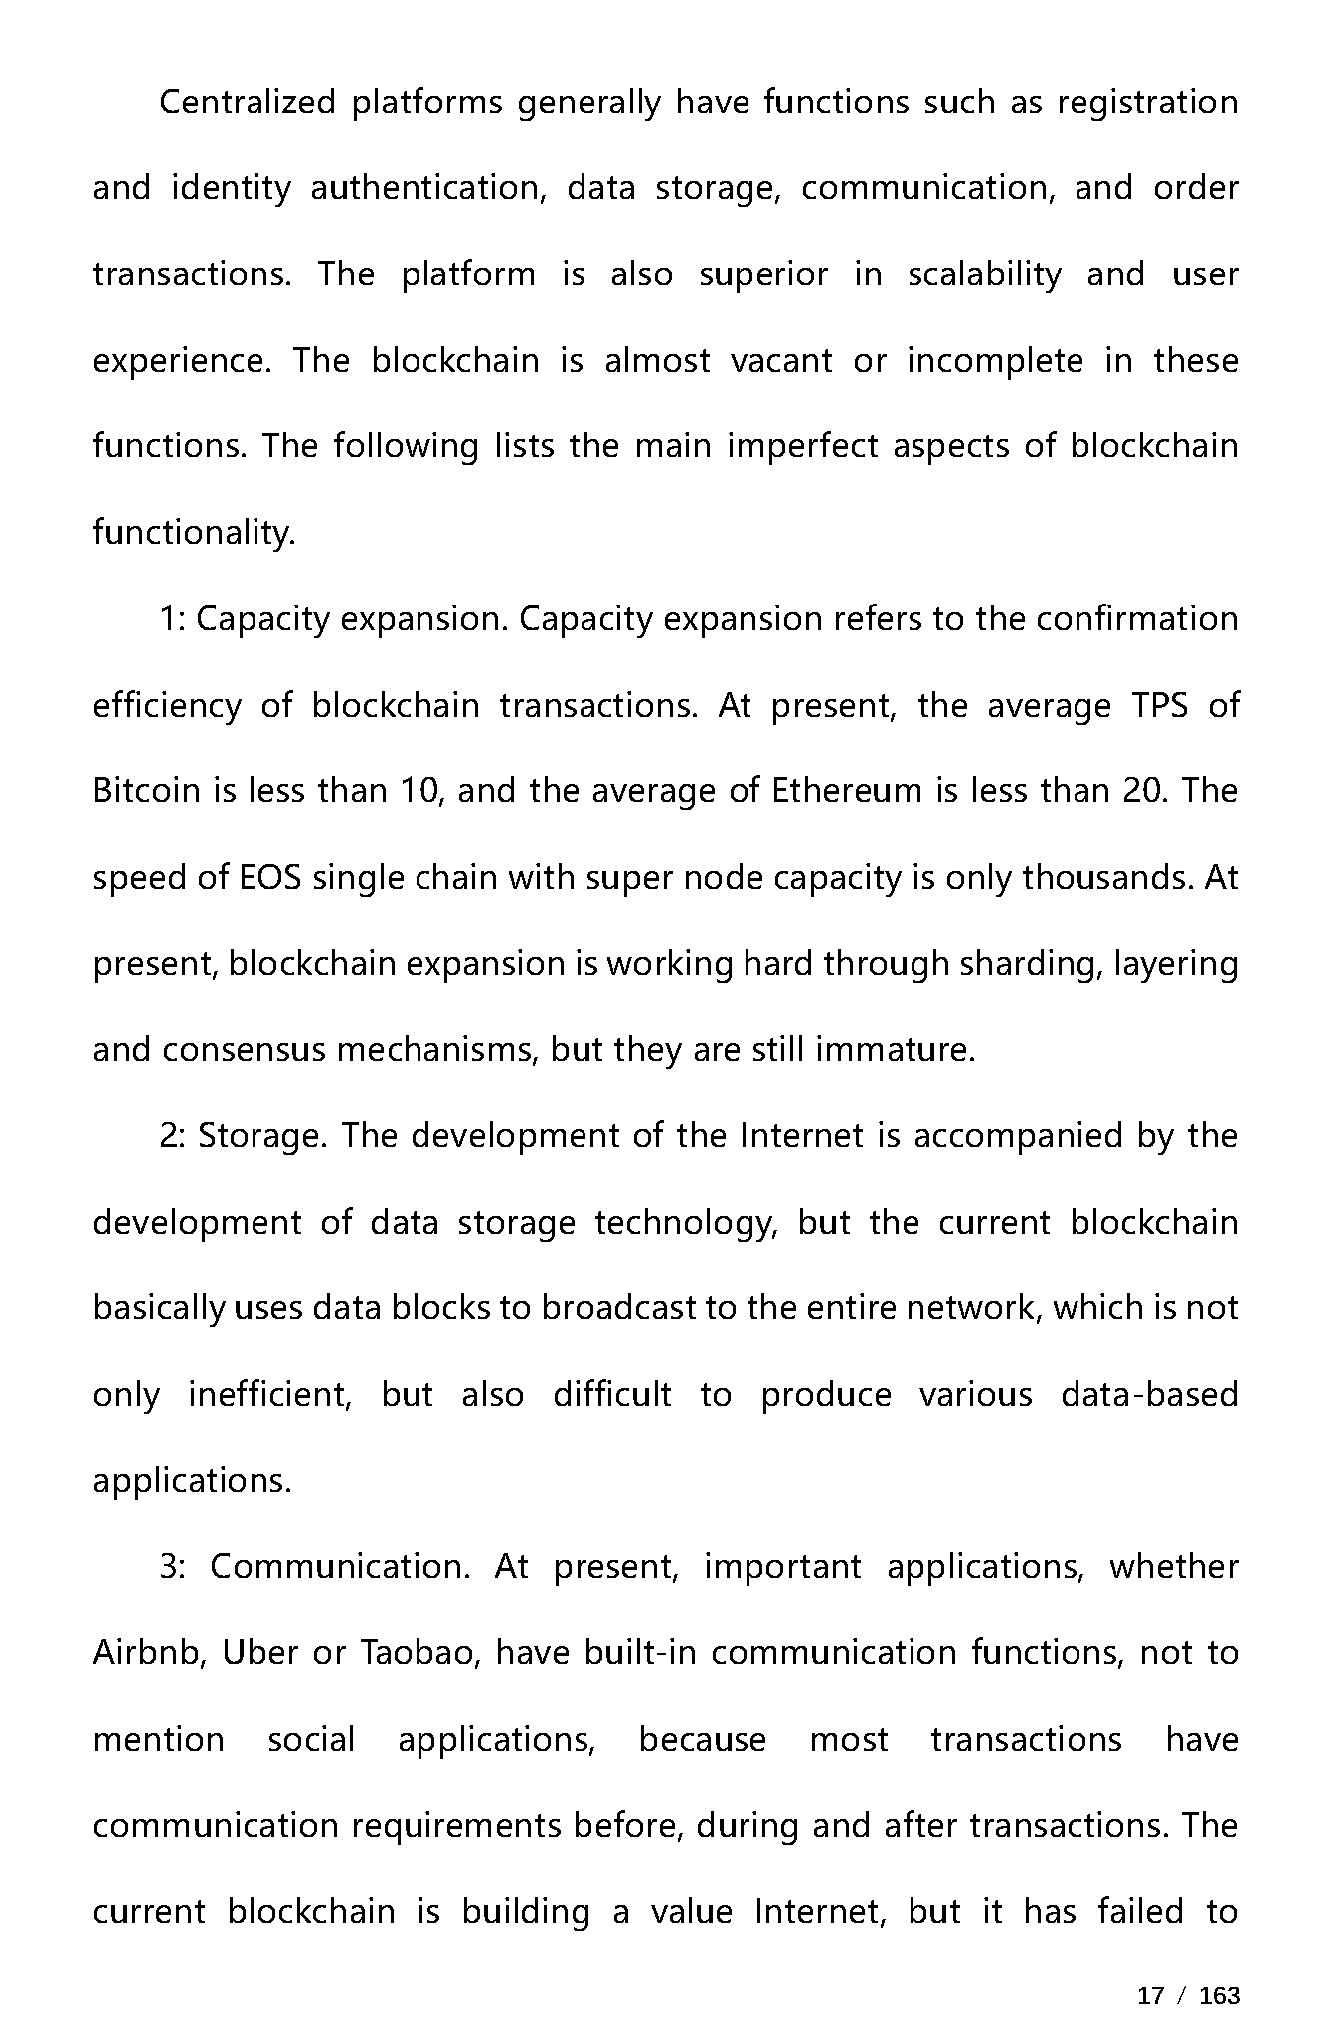 Centralized platforms generally have functions such as registration
and identity authentication, data storage, communication, and order
transactions. The platform is also superior in scalability and user
experience. The blockchain is almost vacant or incomplete in these
functions. The following lists the main imperfect aspects of blockchain
functionality.
1: Capacity expansion. Capacity expansion refers to the confirmation
efficiency of blockchain transactions. At present, the average TPS of
Bitcoin is less than 10, and the average of Ethereum is less than 20. The
speed of EOS single chain with super node capacity is only thousands. At
present, blockchain expansion is working hard through sharding, layering
and consensus mechanisms, but they are still immature.
2: Storage. The development of the Internet is accompanied by the
development of data storage technology, but the current blockchain
basically uses data blocks to broadcast to the entire network, which is not
only inefficient, but also difficult to produce various data-based
applications.
3: Communication. At present, important applications, whether
Airbnb, Uber or Taobao, have built-in communication functions, not to
mention social applications, because most transactions have
communication requirements before, during and after transactions. The
current blockchain is building a value Internet, but it has failed to
17 / 163